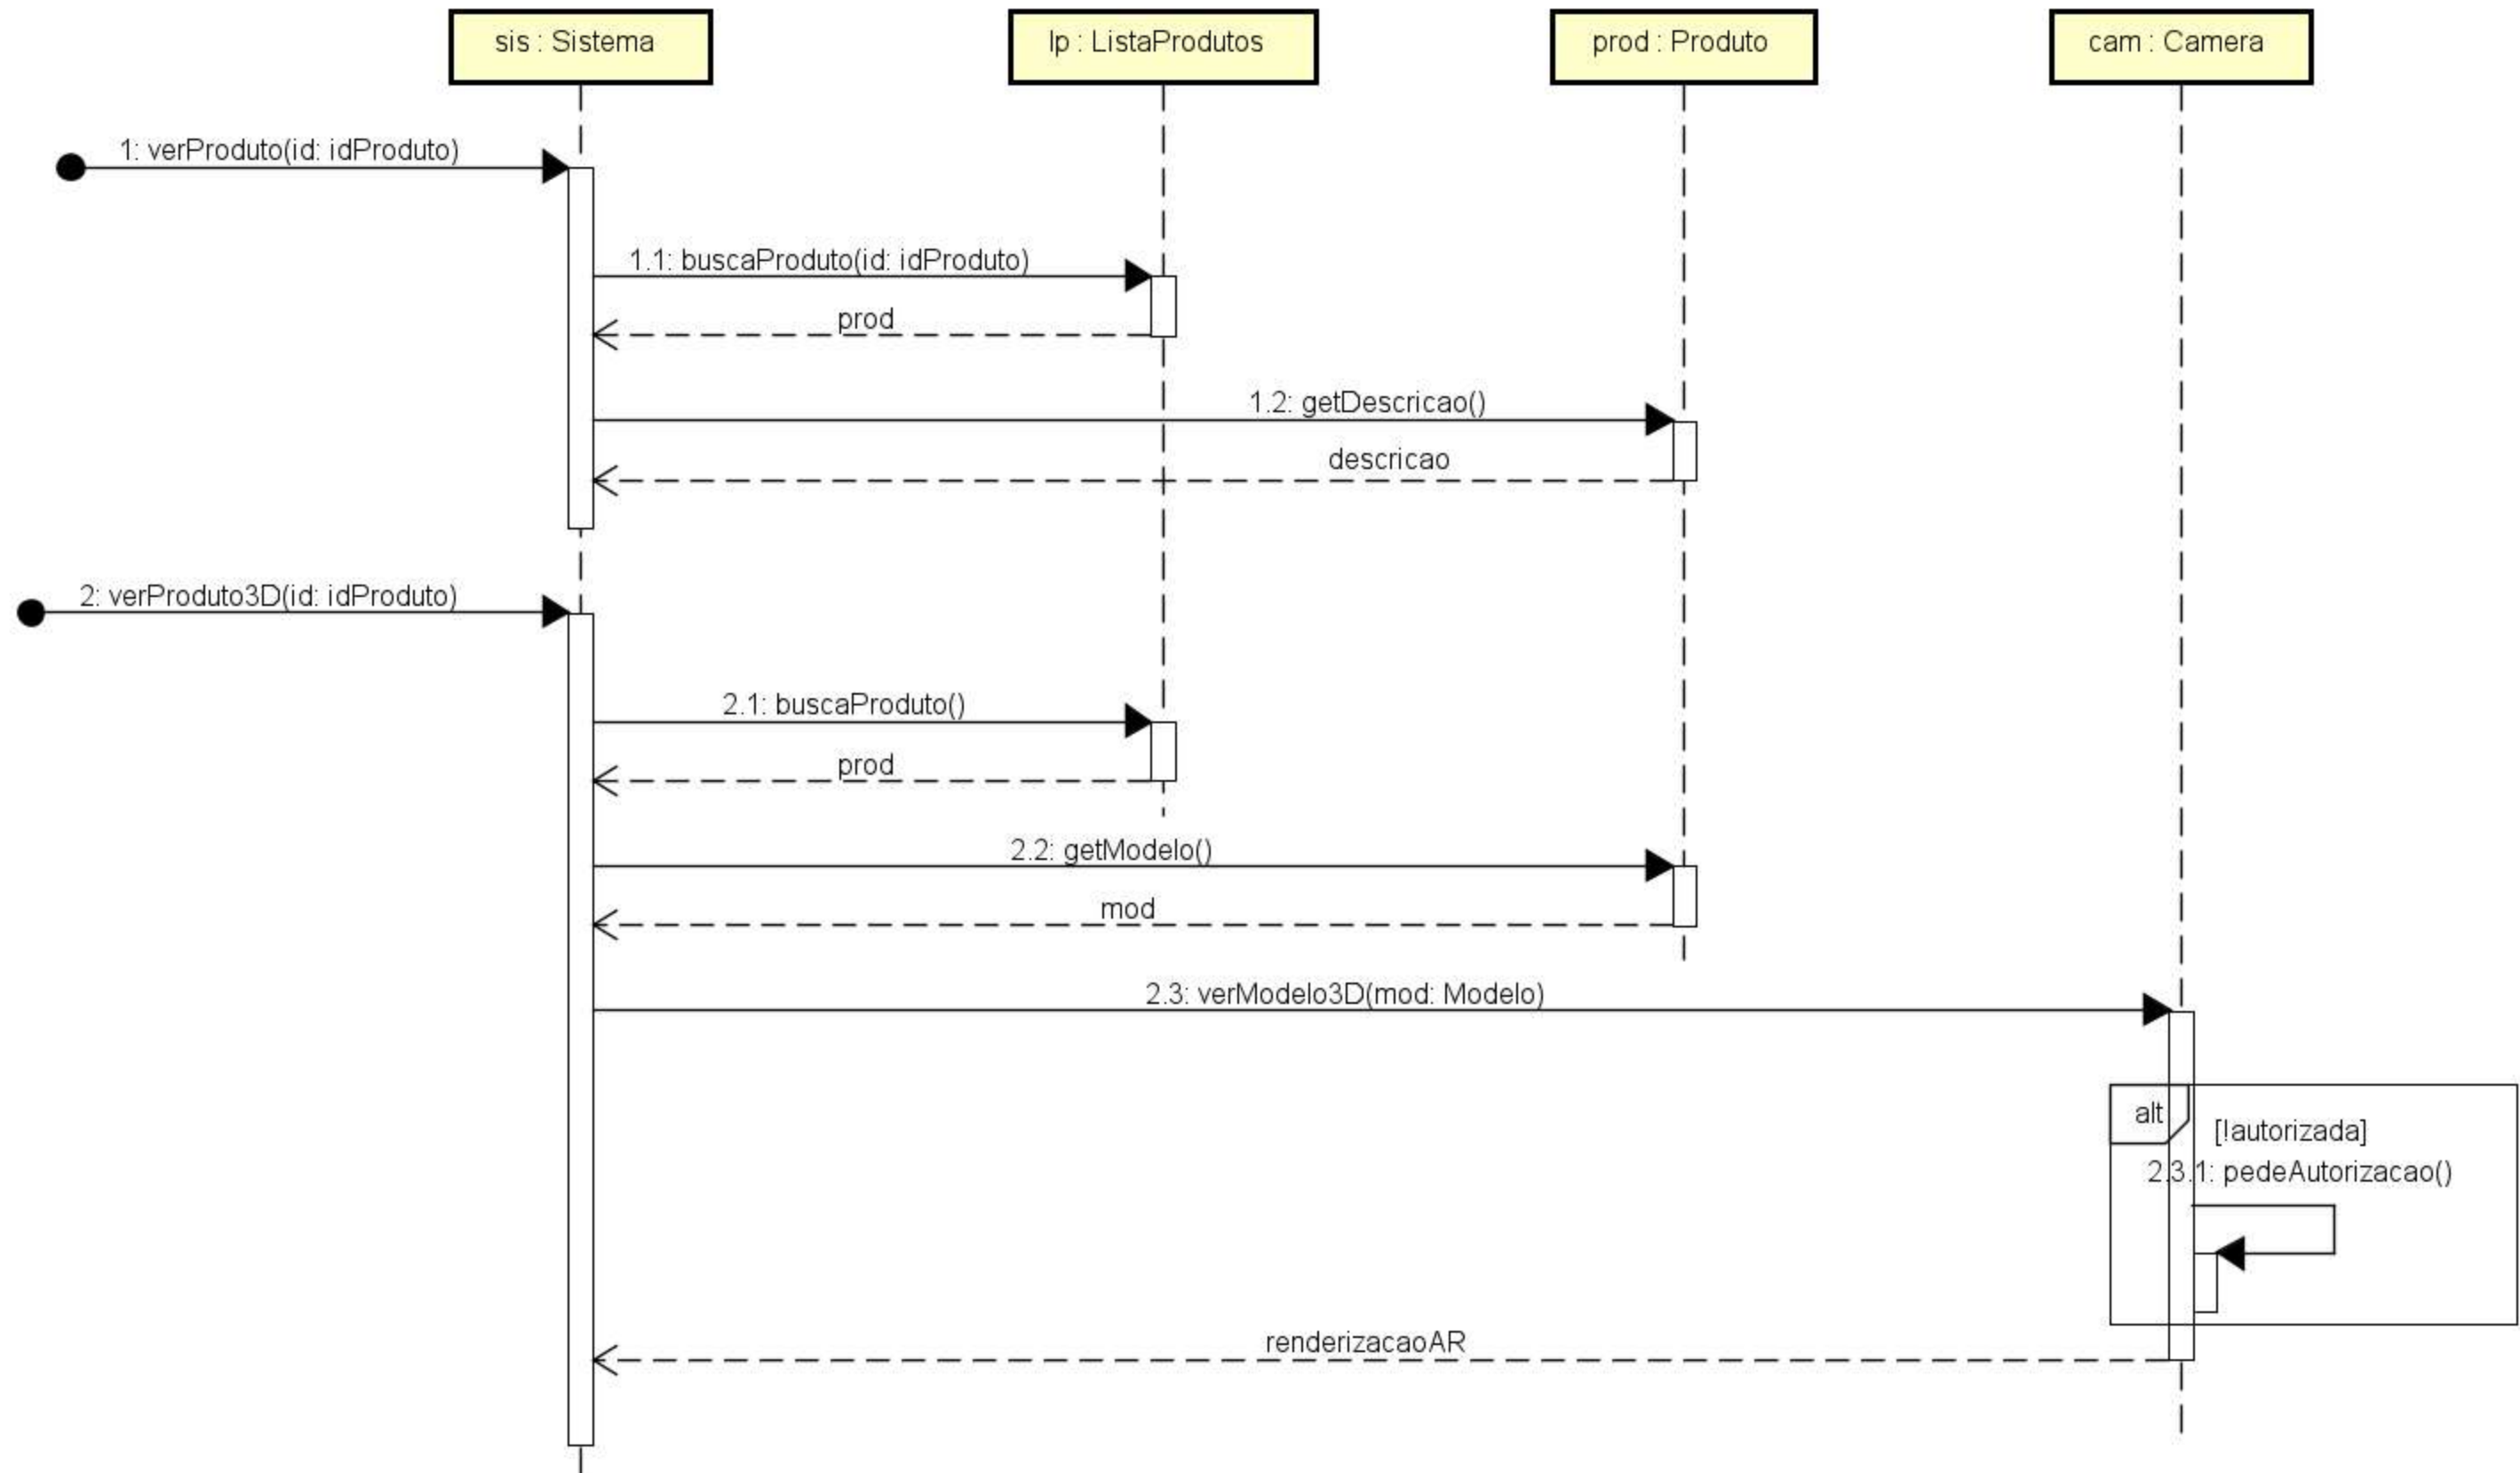 sis : Sistema
lp : ListaProdutos
prod : Produto
cam : Camera
1: verProduto(id: idProduto)
1.1: buscaProduto(id: idProduto)
prod
1.2: getDescricao()
descricao
2: verProduto3D(id: idProduto)
2.1: buscaProduto()
prod
2.2: getModelo()
mod
2.3: verModelo3D(mod: Modelo)
alt
[!autorizada]
2.3.1: pedeAutorizacao()
renderizacaoAR